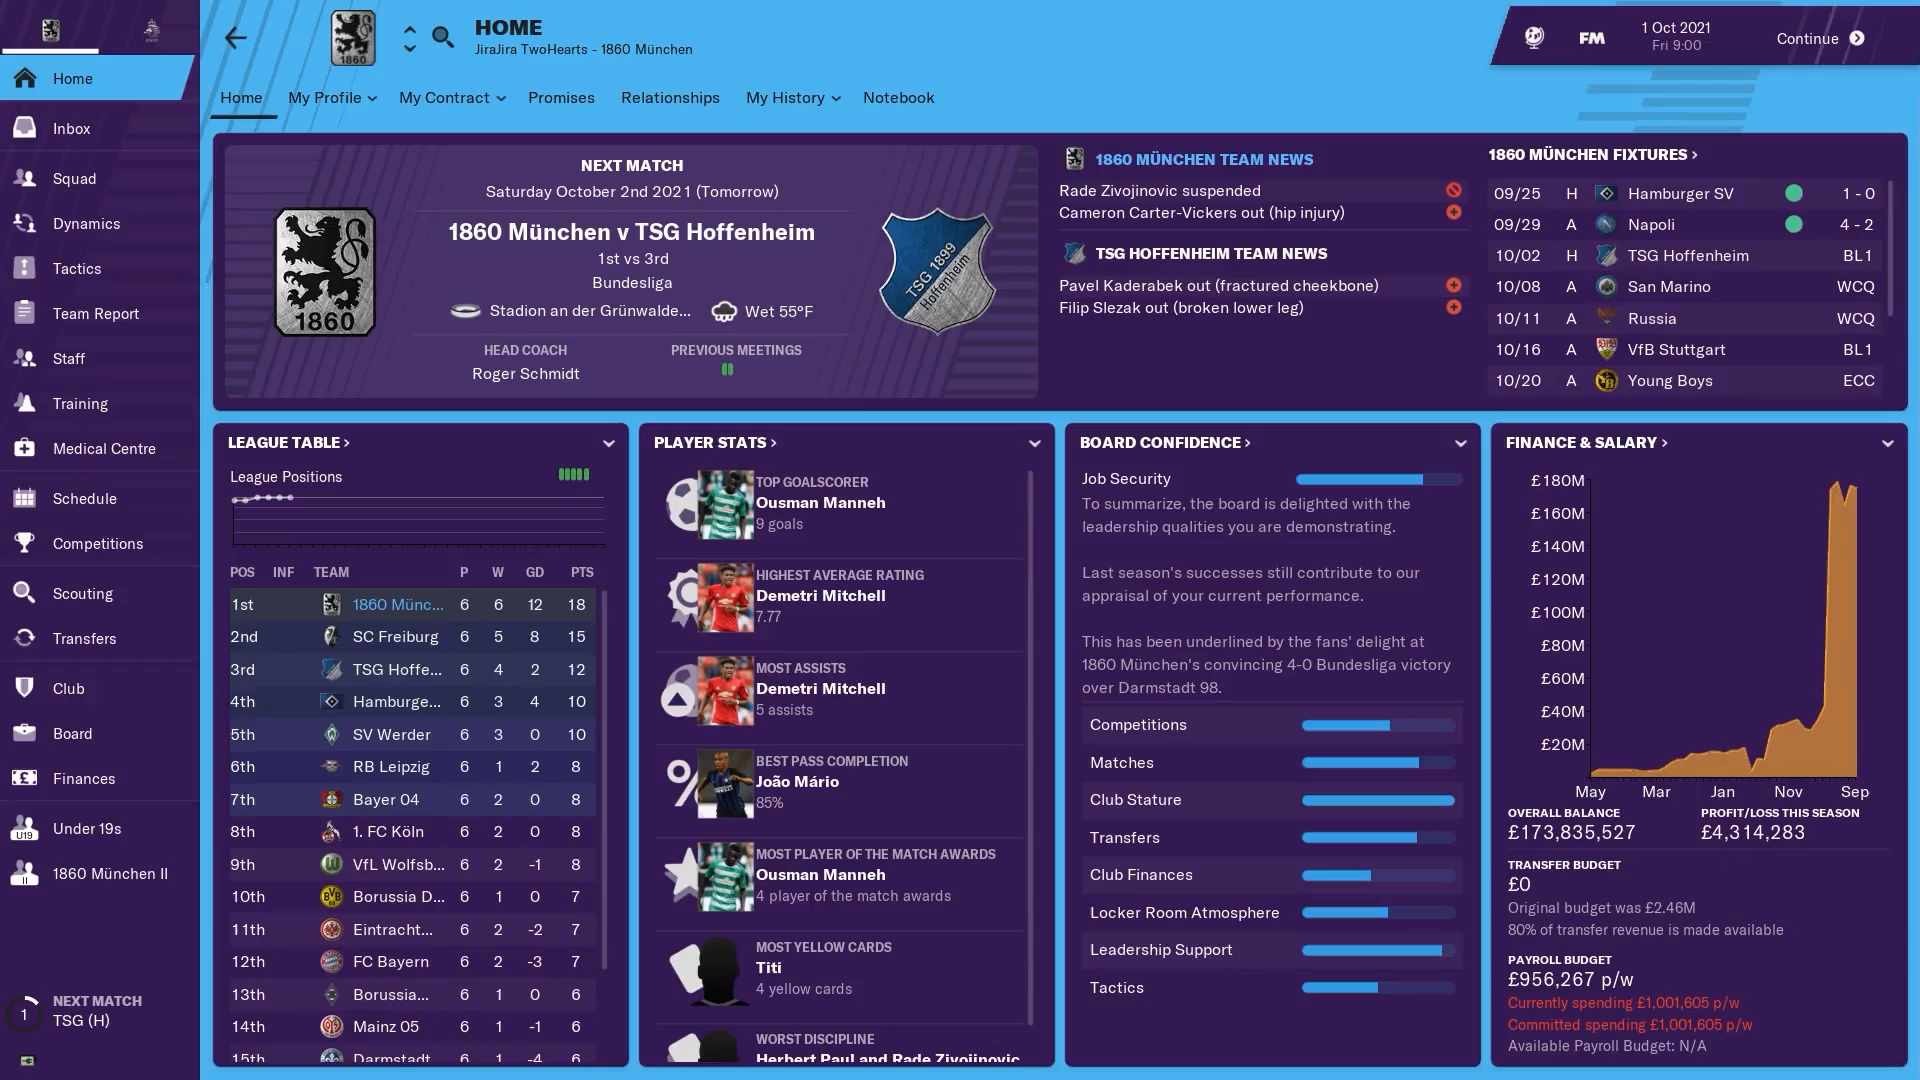 HOME
JiraJira TwoHearts - 1860 München
FM
1 Oct 2021
Fri 9:00
Continue
Home
My Profile
My Contract
Promises
Relationships
My History
Notebook
Home
Inbox
Squad
Dynamics
Tactics
Team Report
Staff
Training
Medical Centre
Schedule
Competitions
Scouting
Transfers
Club
Board
Finances
U19
Under 19s
II
1860 München II
1
NEXT MATCH
TSG (H)
NEXT MATCH
Saturday October 2nd 2021 (Tomorrow)
1860 München v TSG Hoffenheim
1st vs 3rd
Bundesliga
Stadion an der Grünwalde...
Wet 55°F
HEAD COACH
Roger Schmidt
PREVIOUS MEETINGS
1860
TSG 1899
Hoffenheim
1860 MÜNCHEN TEAM NEWS
Rade Zivojinovic suspended
Cameron Carter-Vickers out (hip injury)
TSG HOFFENHEIM TEAM NEWS
Pavel Kaderabek out (fractured cheekbone)
Filip Slezak out (broken lower leg)
1860 MÜNCHEN FIXTURES >
09/25 H Hamburger SV 1 - 0
09/29 A Napoli 4 - 2
10/02 H TSG Hoffenheim BL1
10/08 A San Marino WCQ
10/11 A Russia WCQ
10/16 A VfB Stuttgart BL1
10/20 A Young Boys ECC
LEAGUE TABLE >
League Positions
POS INF TEAM P W GD PTS
1st 1860 Münc... 6 6 12 18
2nd SC Freiburg 6 5 8 15
3rd TSG Hoffe... 6 4 2 12
4th Hamburge... 6 3 4 10
5th SV Werder 6 3 0 10
6th RB Leipzig 6 1 2 8
7th Bayer 04 6 2 0 8
8th 1. FC Köln 6 2 0 8
9th VfL Wolfsb... 6 2 -1 8
10th Borussia D... 6 1 0 7
11th Eintracht... 6 2 -2 7
12th FC Bayern 6 2 -3 7
13th Borussia... 6 1 0 6
14th Mainz 05 6 1 -1 6
15th Darmstadt 6 1 -4 6
PLAYER STATS >
TOP GOALSCORER
Ousman Manneh
9 goals
HIGHEST AVERAGE RATING
Demetri Mitchell
7.77
MOST ASSISTS
Demetri Mitchell
5 assists
BEST PASS COMPLETION
João Mário
85%
MOST PLAYER OF THE MATCH AWARDS
Ousman Manneh
4 player of the match awards
MOST YELLOW CARDS
Titi
4 yellow cards
WORST DISCIPLINE
Herbert Paul and Rade Zivojinovic
BOARD CONFIDENCE >
Job Security
To summarize, the board is delighted with the
leadership qualities you are demonstrating.
Last season's successes still contribute to our
appraisal of your current performance.
This has been underlined by the fans' delight at
1860 München's convincing 4-0 Bundesliga victory
over Darmstadt 98.
Competitions
Matches
Club Stature
Transfers
Club Finances
Locker Room Atmosphere
Leadership Support
Tactics
FINANCE & SALARY >
£180M
£160M
£140M
£120M
£100M
£80M
£60M
£40M
£20M
May Mar Jan Nov Sep
OVERALL BALANCE
£173,835,527
PROFIT/LOSS THIS SEASON
£4,314,283
TRANSFER BUDGET
£0
Original budget was £2.46M
80% of transfer revenue is made available
PAYROLL BUDGET
£956,267 p/w
Currently spending £1,001,605 p/w
Committed spending £1,001,605 p/w
Available Payroll Budget: N/A